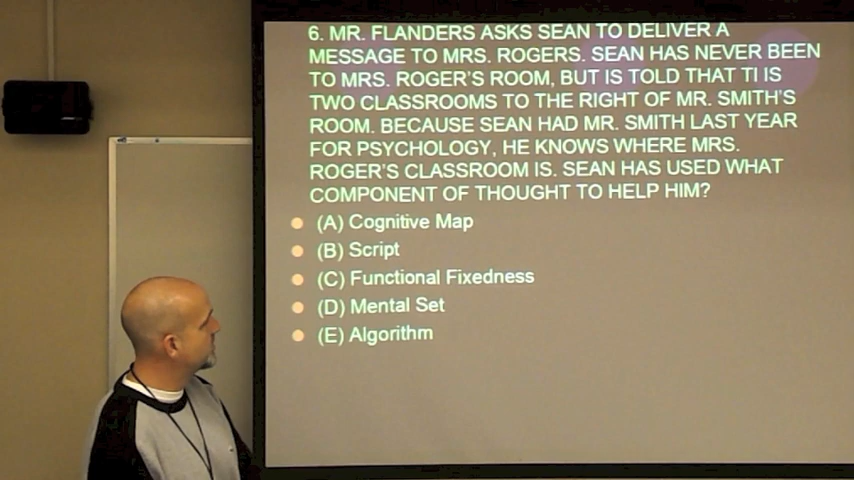 6. MR. FLANDERS ASKS SEAN TO DELIVER A
MESSAGE TO MRS. ROGERS. SEAN HAS NEVER BEEN
TO MRS. ROGER'S ROOM, BUT IS TOLD THAT TI IS
TWO CLASSROOMS TO THE RIGHT OF MR. SMITH'S
ROOM. BECAUSE SEAN HAD MR. SMITH LAST YEAR
FOR PSYCHOLOGY, HE KNOWS WHERE MRS.
ROGER'S CLASSROOM IS. SEAN HAS USED WHAT
COMPONENT OF THOUGHT TO HELP HIM?
(A) Cognitive Map
(B) Script
(C) Functional Fixedness
(D) Mental Set
(E) Algorithm